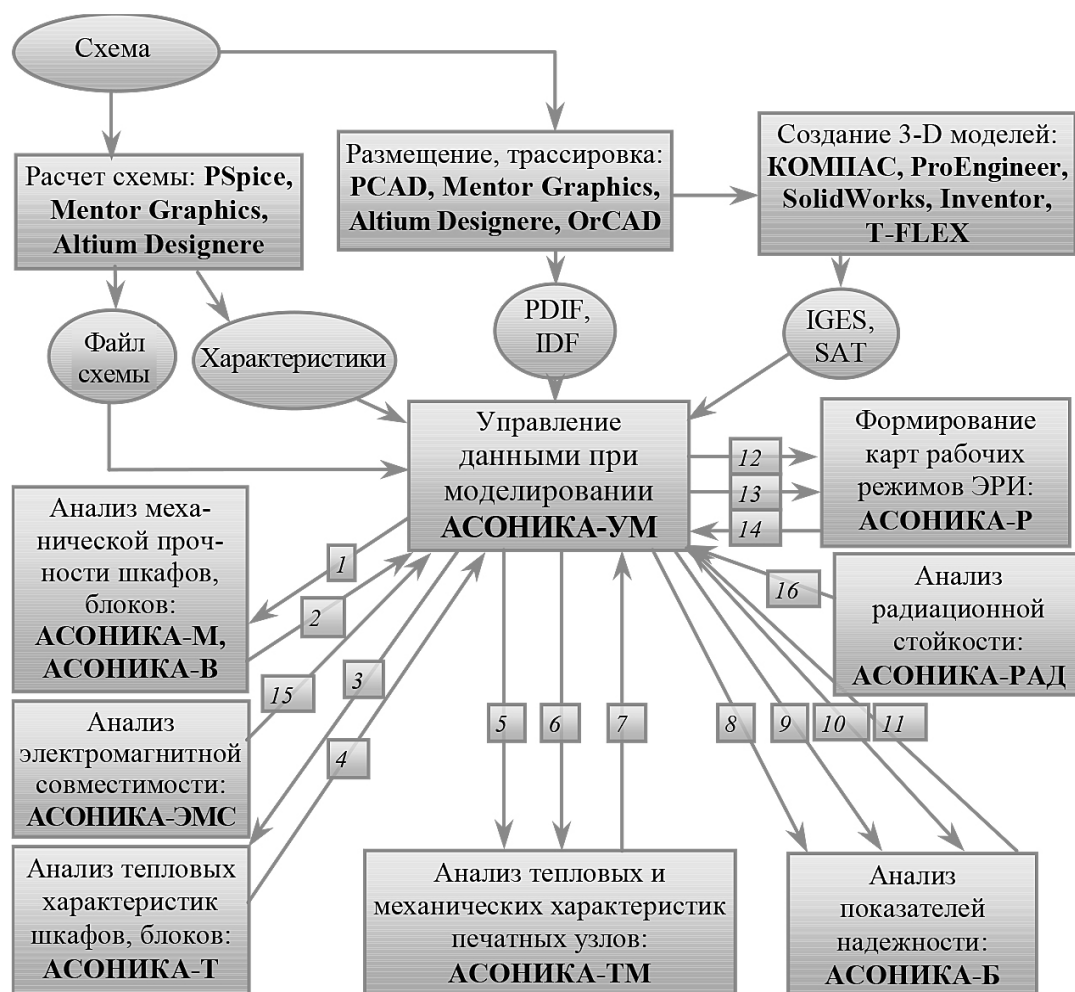 Схема
Расчет схемы: PSpice,
Mentor Graphics,
Altium Designere
Размещение, трассировка:
PCAD, Mentor Graphics,
Altium Designere, OrCAD
Создание 3-D моделей:
КОМПАС, ProEngineer,
SolidWorks, Inventor,
T-FLEX
Файл
схемы
Характеристики
PDIF,
IDF
IGES,
SAT
Управление
данными при
моделировании
АСОНИКА-УМ
12
13
14
Формирование
карт рабочих
режимов ЭРИ:
АСОНИКА-Р
Анализ меха-
нической проч-
ности шкафов,
блоков:
АСОНИКА-М,
АСОНИКА-В
1
2
15
3
4
5
6
7
8
9
10
11
16
Анализ
радиационной
стойкости:
АСОНИКА-РАД
Анализ
электромагнитной
совместимости:
АСОНИКА-ЭМС
Анализ тепловых
характеристик
шкафов, блоков:
АСОНИКА-Т
Анализ тепловых и
механических характеристик
печатных узлов:
АСОНИКА-ТМ
Анализ
показателей
надежности:
АСОНИКА-Б